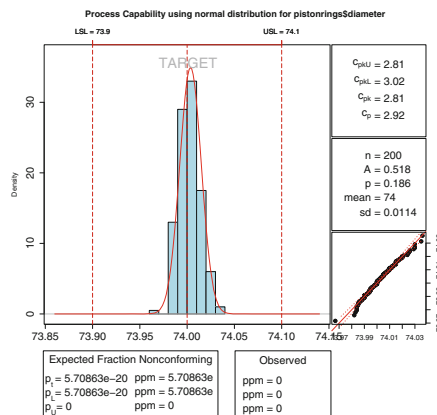 Process Capability using normal distribution for pistonrings$diameter
LSL = 73.9
USL = 74.1
TARGET
Density
0
10
20
30
73.85 73.90 73.95 74.00 74.05 74.10 74.15
cpkU = 2.81
cpkL = 3.02
cpk = 2.81
cp = 2.92
n = 200
A = 0.518
p = 0.186
mean = 74
sd = 0.0114
73.97 73.99 74.01 74.03
Expected Fraction Nonconforming
pt = 5.70863e-20 ppm = 5.70863e
pL = 5.70863e-20 ppm = 5.70863e
pU = 0 ppm = 0
Observed
ppm = 0
ppm = 0
ppm = 0